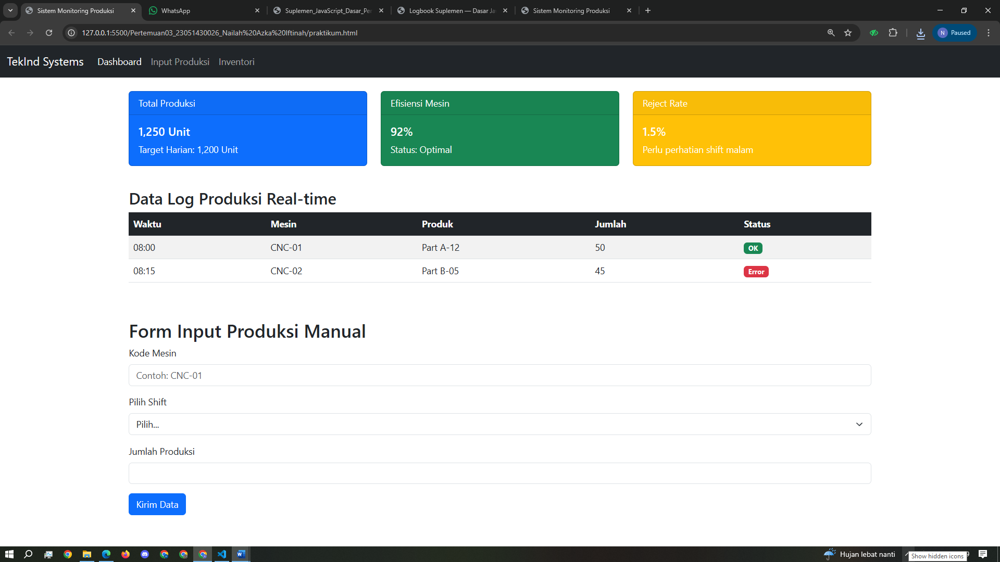 Sistem Monitoring Produksi
WhatsApp
Suplemen_JavaScript_Dasar_Per
Logbook Suplemen — Dasar Ja
Sistem Monitoring Produksi
127.0.0.1:5500/Pertemuan03_23051430026_Nailah%20Azka%20Iftinah/praktikum.html
N Paused
TekInd Systems Dashboard Input Produksi Inventori
Total Produksi
1,250 Unit
Target Harian: 1,200 Unit
Efisiensi Mesin
92%
Status: Optimal
Reject Rate
1.5%
Perlu perhatian shift malam
Data Log Produksi Real-time
Waktu Mesin Produk Jumlah Status
08:00 CNC-01 Part A-12 50 OK
08:15 CNC-02 Part B-05 45 Error
Form Input Produksi Manual
Kode Mesin
Contoh: CNC-01
Pilih Shift
Pilih...
Jumlah Produksi
Kirim Data
Hujan lebat nanti
Show hidden icons